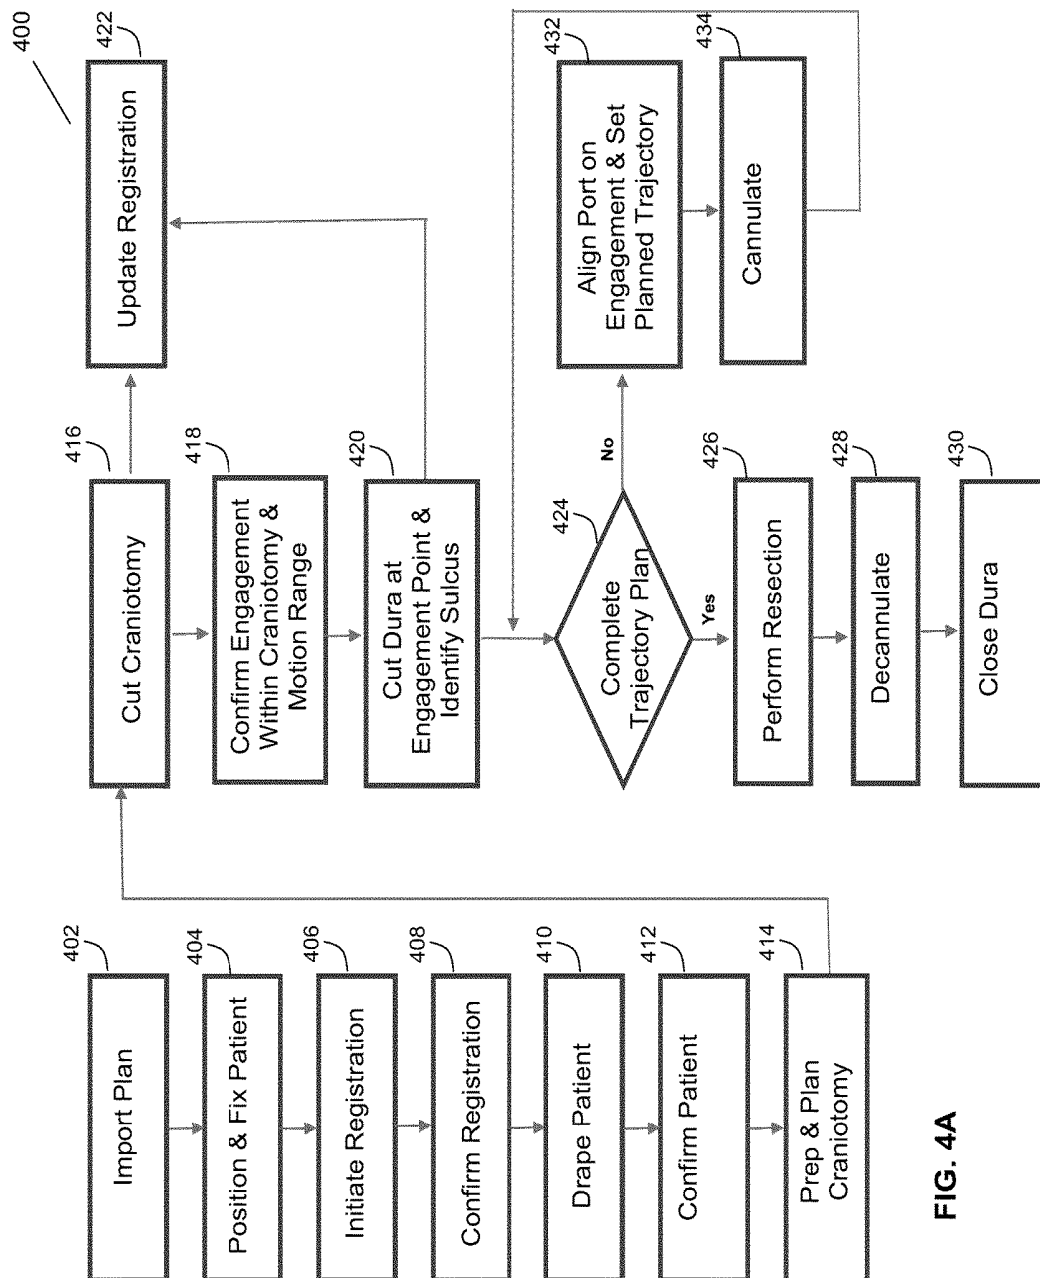 400
402
Import Plan
404
Position & Fix Patient
406
Initiate Registration
408
Confirm Registration
410
Drape Patient
412
Confirm Patient
414
Prep & Plan
Craniotomy
416
Cut Craniotomy
418
Confirm Engagement
Within Craniotomy &
Motion Range
420
Cut Dura at
Engagement Point &
Identify Sulcus
422
Update Registration
424
Complete
Trajectory Plan
No
Yes
426
Perform Resection
428
Decannulate
430
Close Dura
432
Align Port on
Engagement & Set
Planned Trajectory
434
Cannulate
FIG. 4A